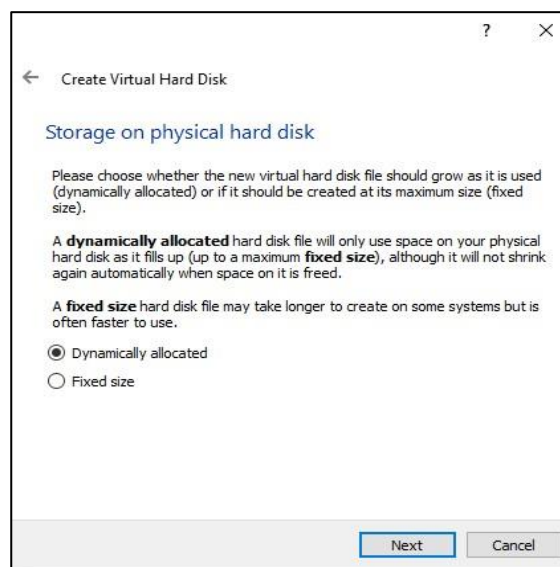 ?
Create Virtual Hard Disk
Storage on physical hard disk
Please choose whether the new virtual hard disk file should grow as it is used
(dynamically allocated) or if it should be created at its maximum size (fixed
size).
A dynamically allocated hard disk file will only use space on your physical
hard disk as it fills up (up to a maximum fixed size), although it will not shrink
again automatically when space on it is freed.
A fixed size hard disk file may take longer to create on some systems but is
often faster to use.
Dynamically allocated
Fixed size
Next
Cancel